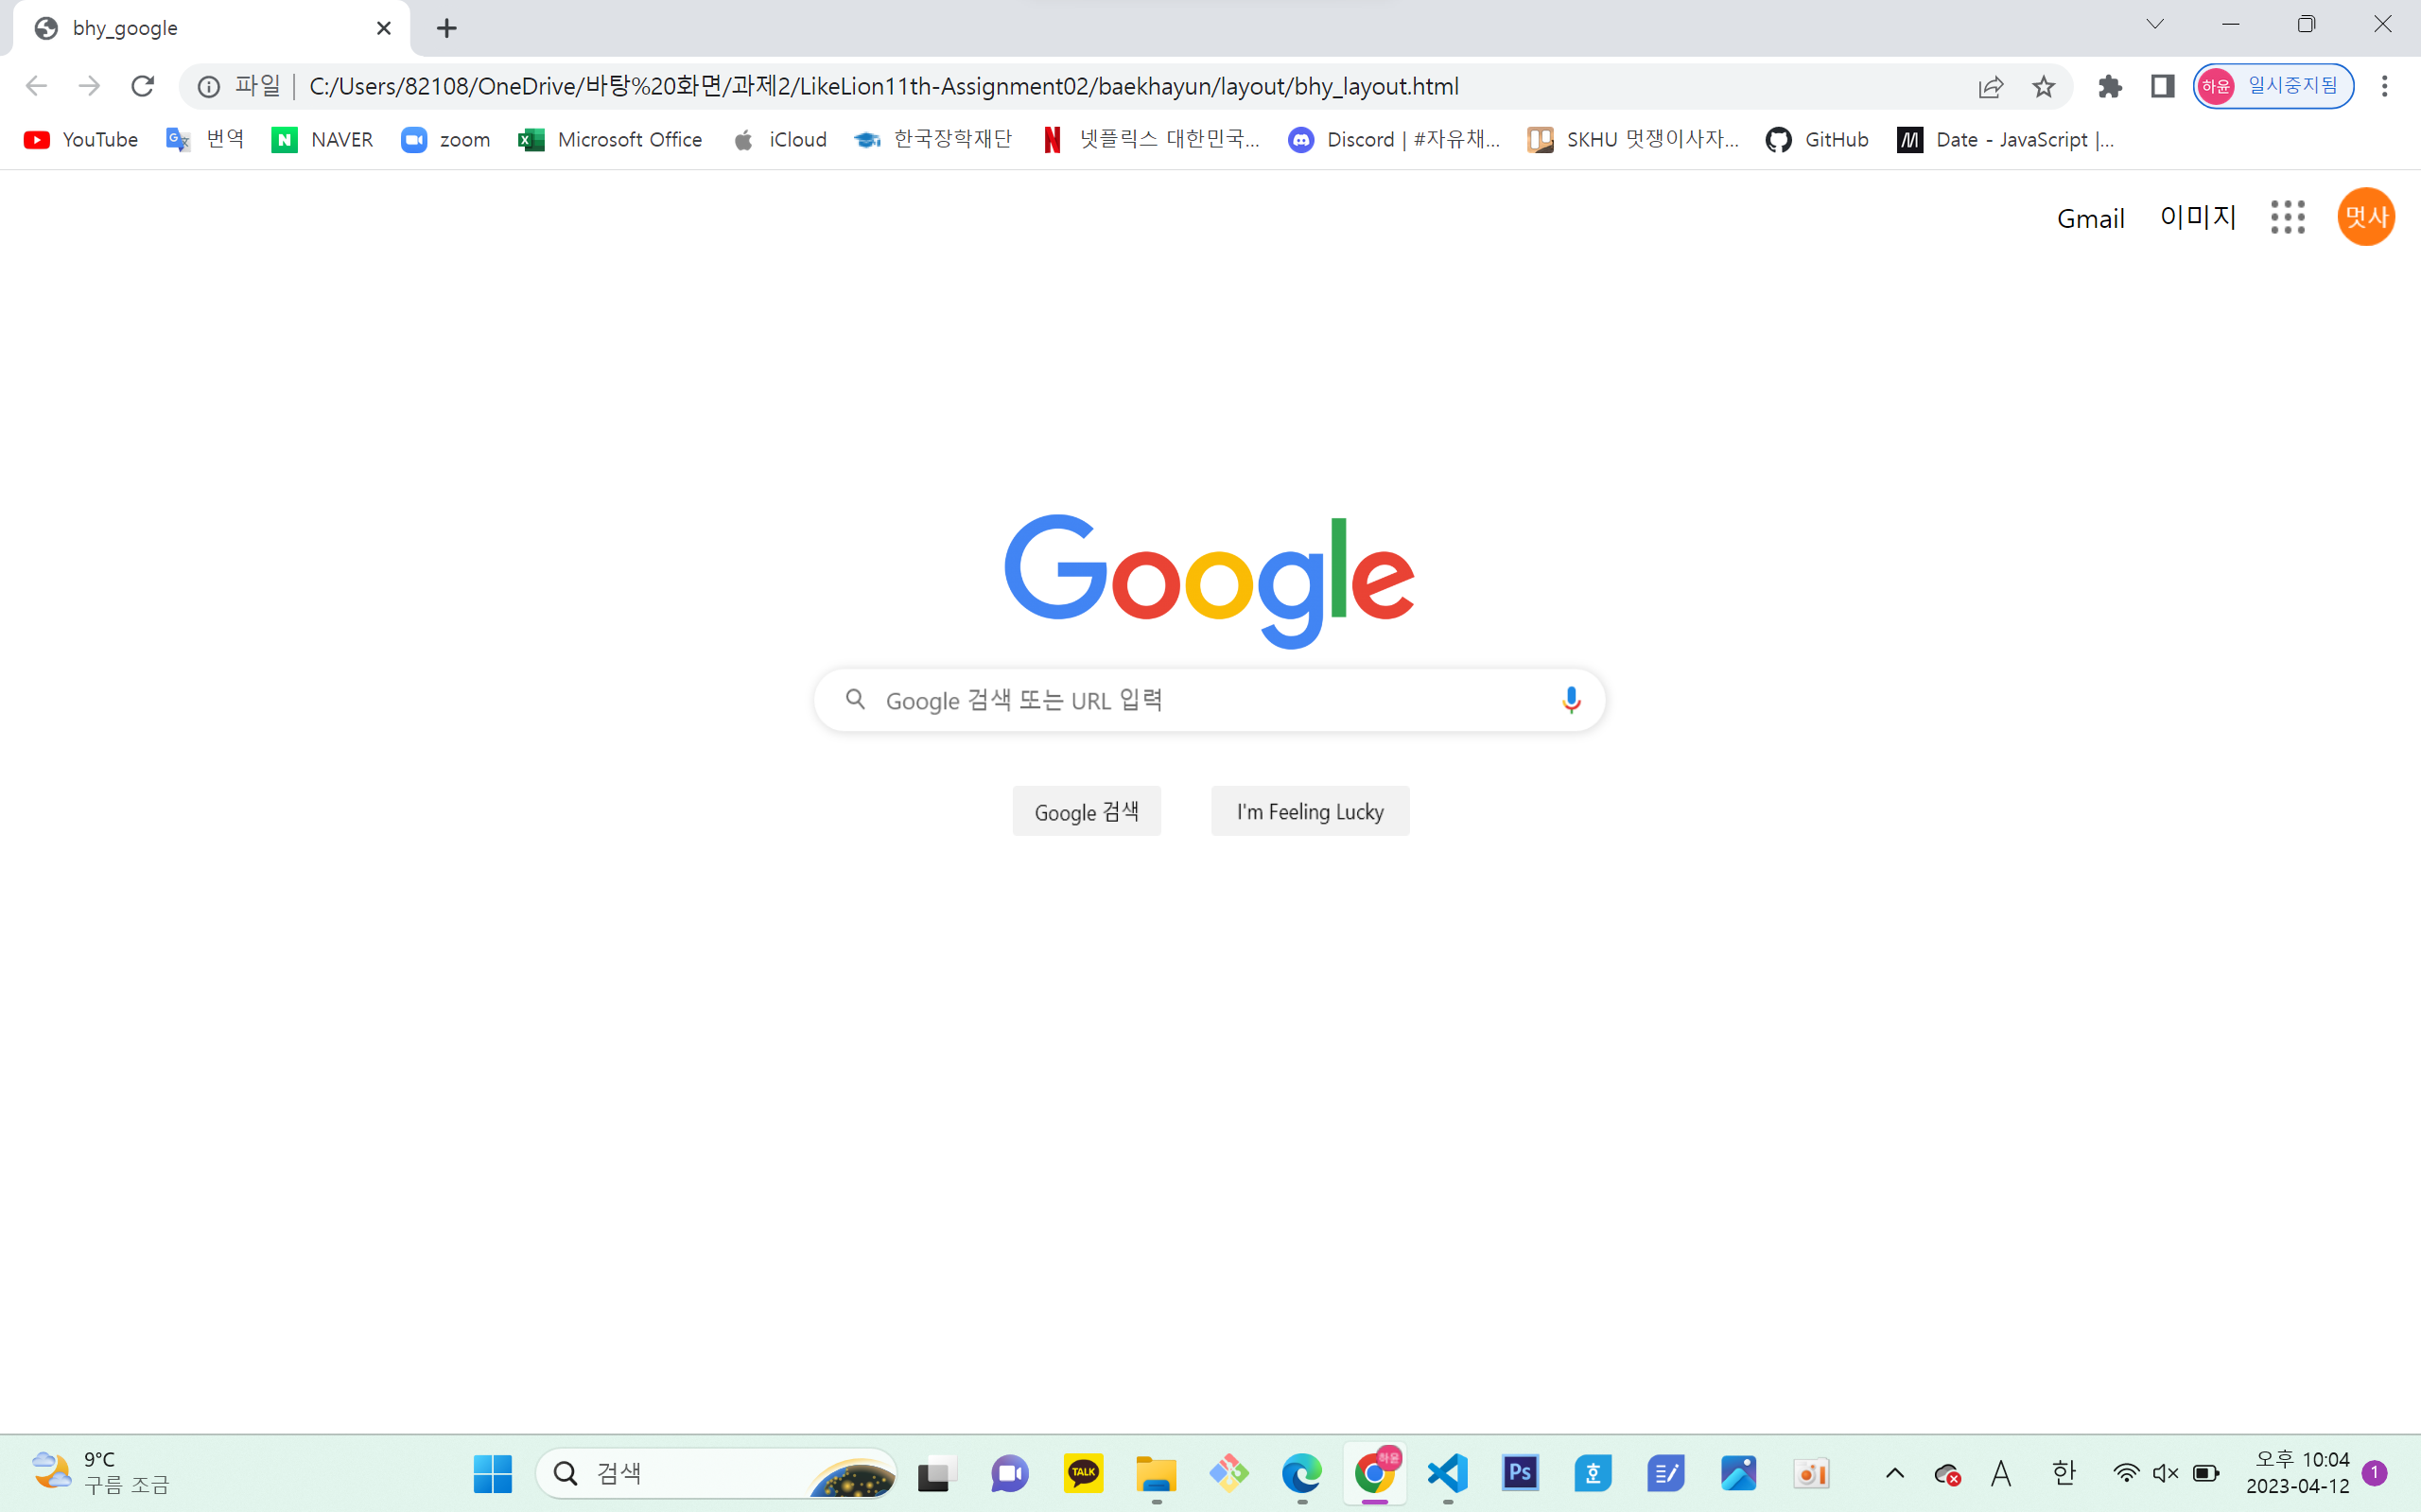 bhy_google
파일 | C:/Users/82108/OneDrive/바탕%20화면/과제2/LikeLion11th-Assignment02/baekhayun/layout/bhy_layout.html
하윤 일시중지됨
YouTube 번역 NAVER zoom Microsoft Office iCloud 한국장학재단 넷플릭스 대한민국... Discord | #자유채... SKHU 멋쟁이사자... GitHub Date - JavaScript |...
Gmail 이미지 멋사
Google
Google 검색 또는 URL 입력
Google 검색 I'm Feeling Lucky
9°C
구름 조금
검색
TALK
하윤
Ps
호
A 한
오후 10:04
2023-04-12
1